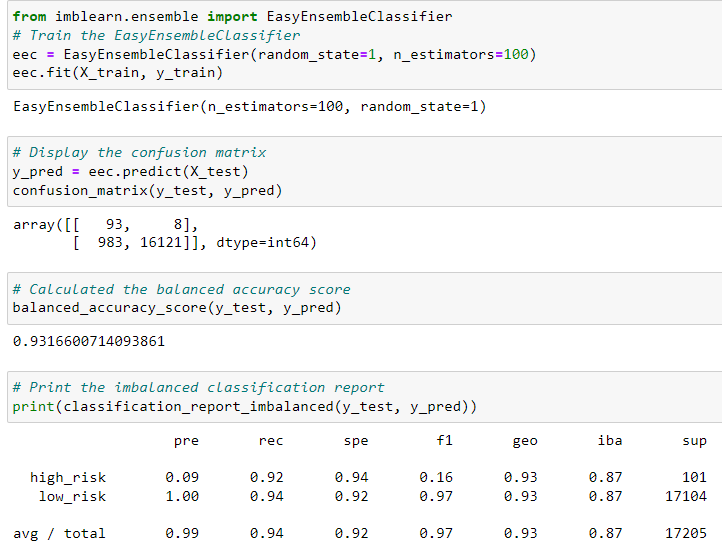 from imblearn.ensemble import EasyEnsembleClassifier
# Train the EasyEnsembleClassifier
eec = EasyEnsembleClassifier(random_state=1, n_estimators=100)
eec.fit(X_train, y_train)
EasyEnsembleClassifier(n_estimators=100, random_state=1)
# Display the confusion matrix
y_pred = eec.predict(X_test)
confusion_matrix(y_test, y_pred)
array([[   93,     8],
       [  983, 16121]], dtype=int64)
# Calculated the balanced accuracy score
balanced_accuracy_score(y_test, y_pred)
0.9316600714093861
# Print the imbalanced classification report
print(classification_report_imbalanced(y_test, y_pred))
                   pre       rec       spe        f1       geo       iba       sup
  high_risk       0.09      0.92      0.94      0.16      0.93      0.87       101
   low_risk       1.00      0.94      0.92      0.97      0.93      0.87     17104
avg / total       0.99      0.94      0.92      0.97      0.93      0.87     17205